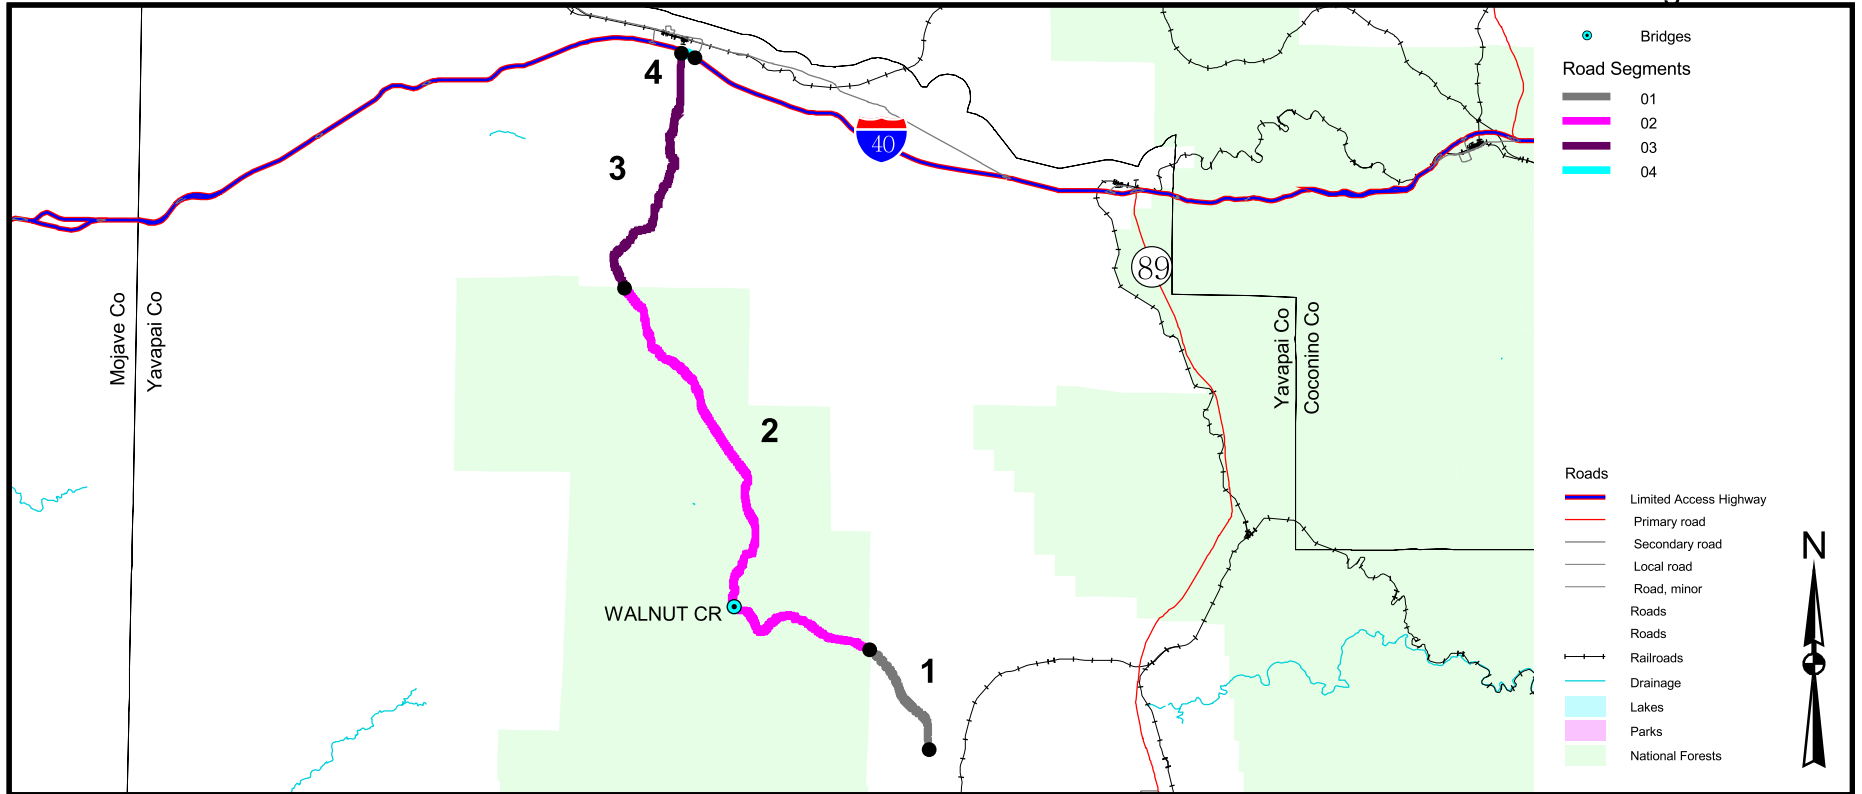 Bridges
Road Segments
01
02
03
04
4
3
40
89
Mojave Co
Yavapai Co
Yavapai Co
Coconino Co
2
WALNUT CR
1
Roads
Limited Access Highway
Primary road
Secondary road
Local road
Road, minor
Roads
Roads
Railroads
Drainage
Lakes
Parks
National Forests
N